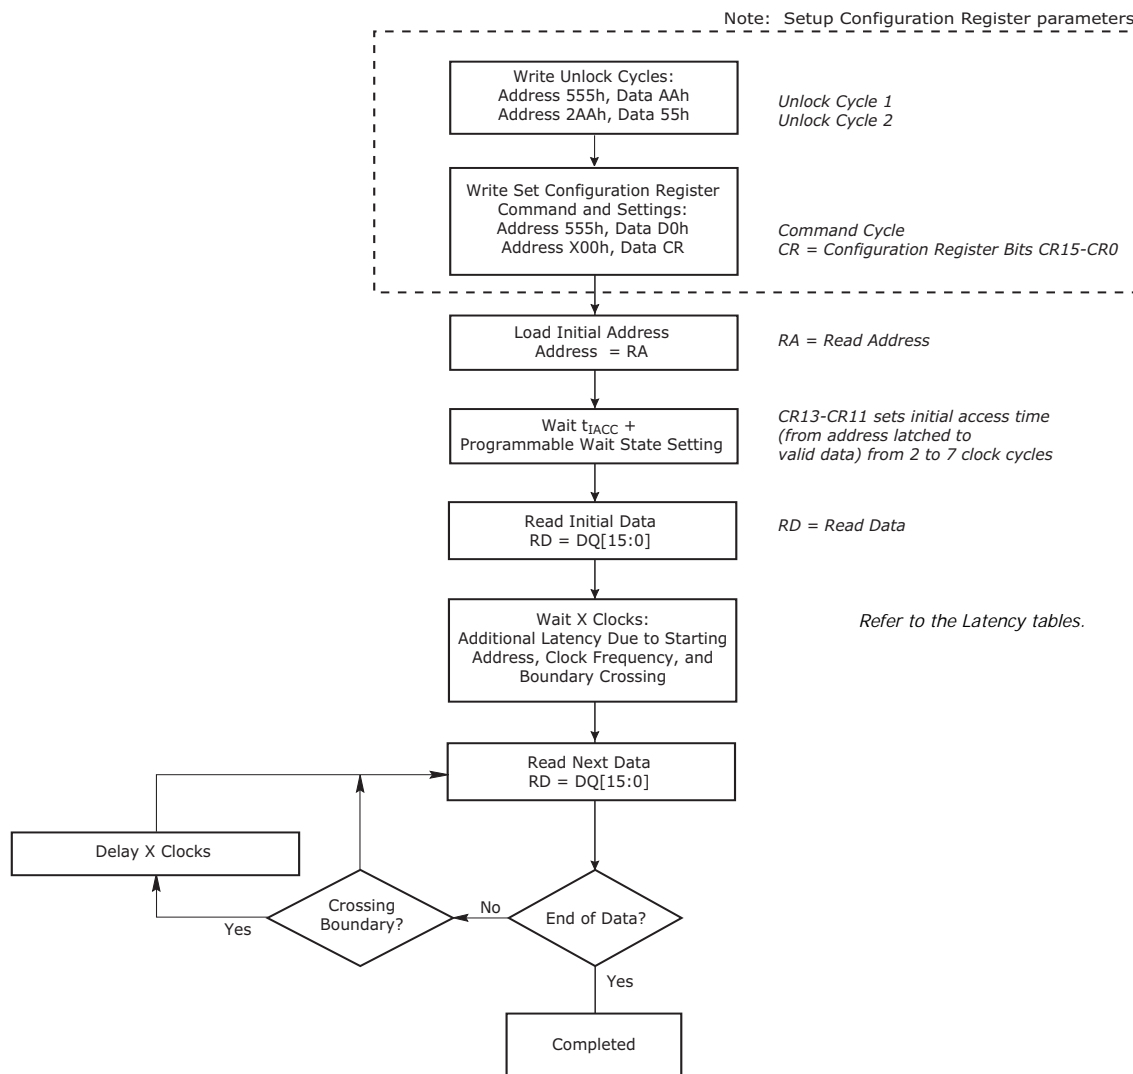 Note:  Setup Configuration Register parameters
Write Unlock Cycles:
Address 555h, Data AAh
Address 2AAh, Data 55h
Unlock Cycle 1
Unlock Cycle 2
Write Set Configuration Register
Command and Settings:
Address 555h, Data D0h
Address X00h, Data CR
Command Cycle
CR = Configuration Register Bits CR15-CR0
Load Initial Address
Address  = RA
RA = Read Address
Wait tIACC +
Programmable Wait State Setting
CR13-CR11 sets initial access time
(from address latched to
valid data) from 2 to 7 clock cycles
Read Initial Data
RD = DQ[15:0]
RD = Read Data
Wait X Clocks:
Additional Latency Due to Starting
Address, Clock Frequency, and
Boundary Crossing
Refer to the Latency tables.
Read Next Data
RD = DQ[15:0]
Delay X Clocks
Crossing
Boundary?
Yes
No
End of Data?
Yes
Completed